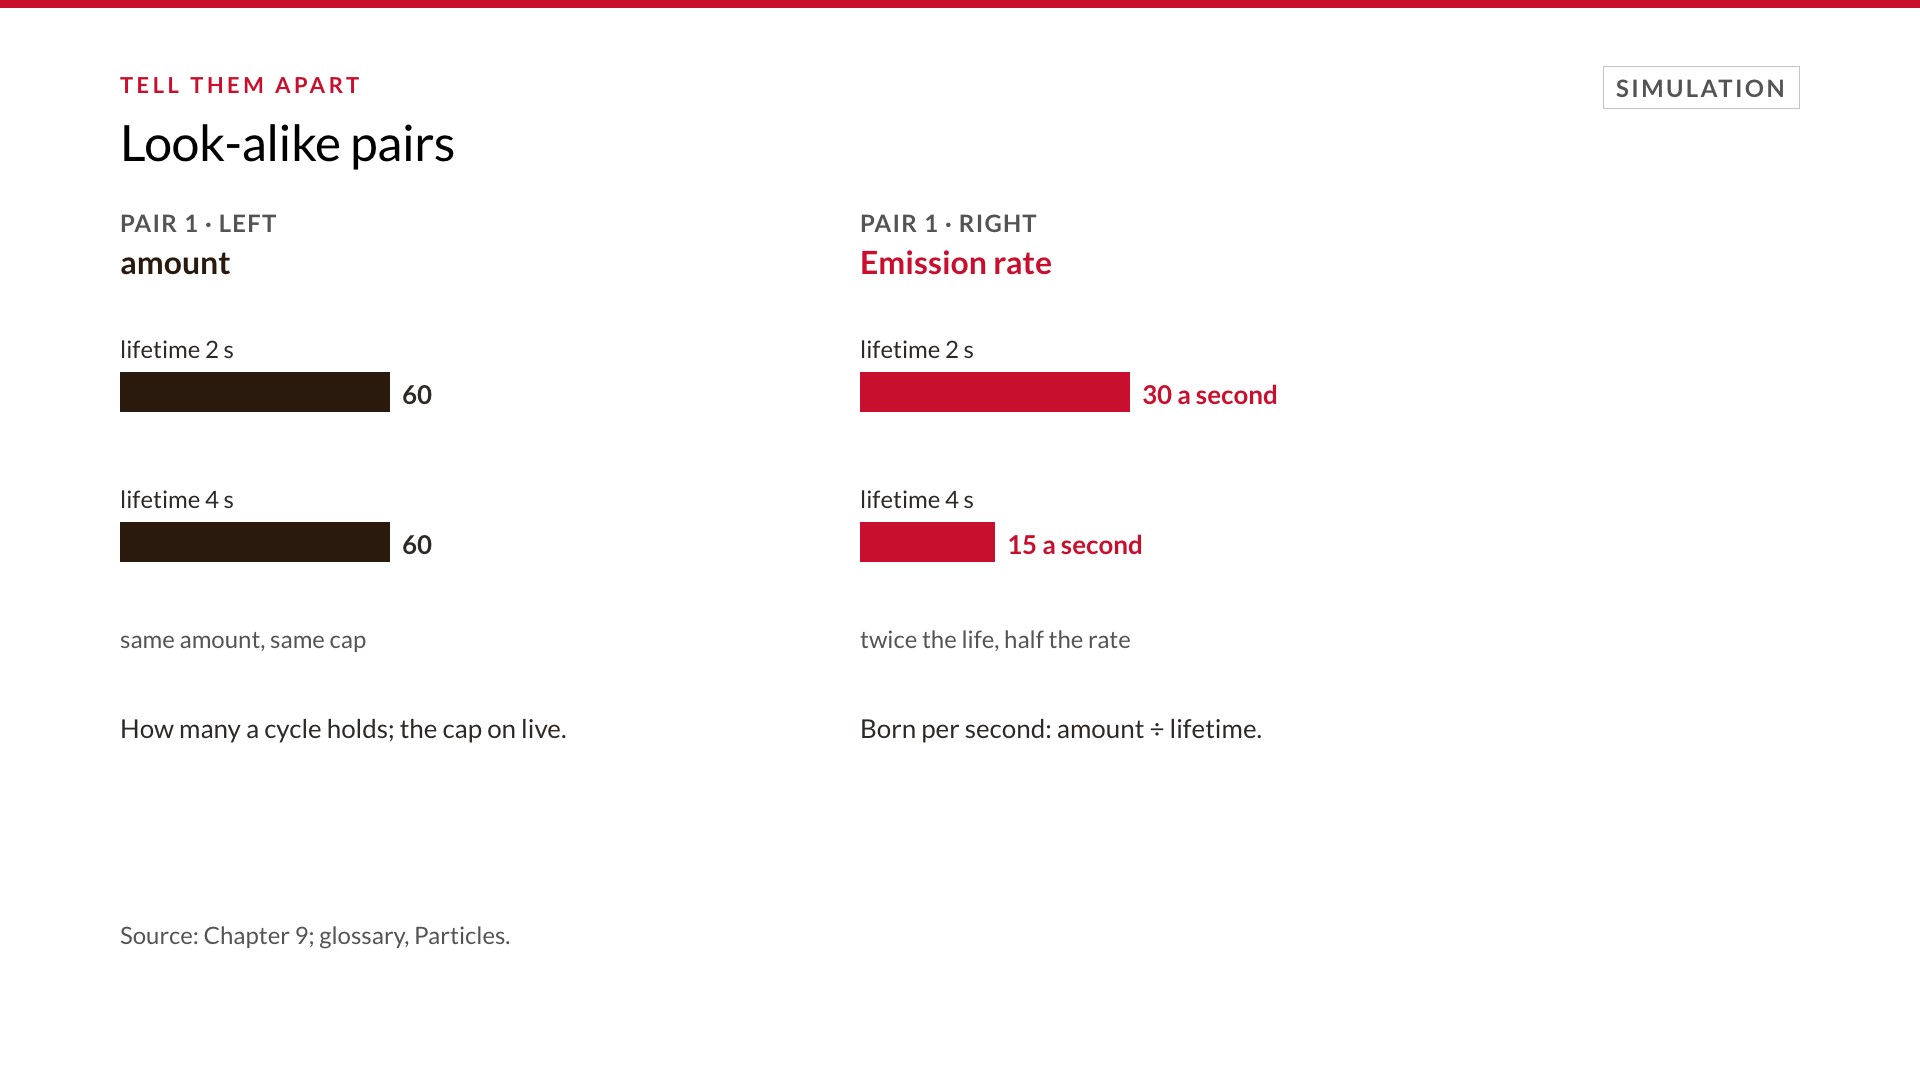 TELL THEM APART
SIMULATION
Look-alike pairs
PAIR 1 · LEFT
amount
lifetime 2 s
60
lifetime 4 s
60
same amount, same cap
How many a cycle holds; the cap on live.
PAIR 1 · RIGHT
Emission rate
lifetime 2 s
30 a second
lifetime 4 s
15 a second
twice the life, half the rate
Born per second: amount ÷ lifetime.
Source: Chapter 9; glossary, Particles.